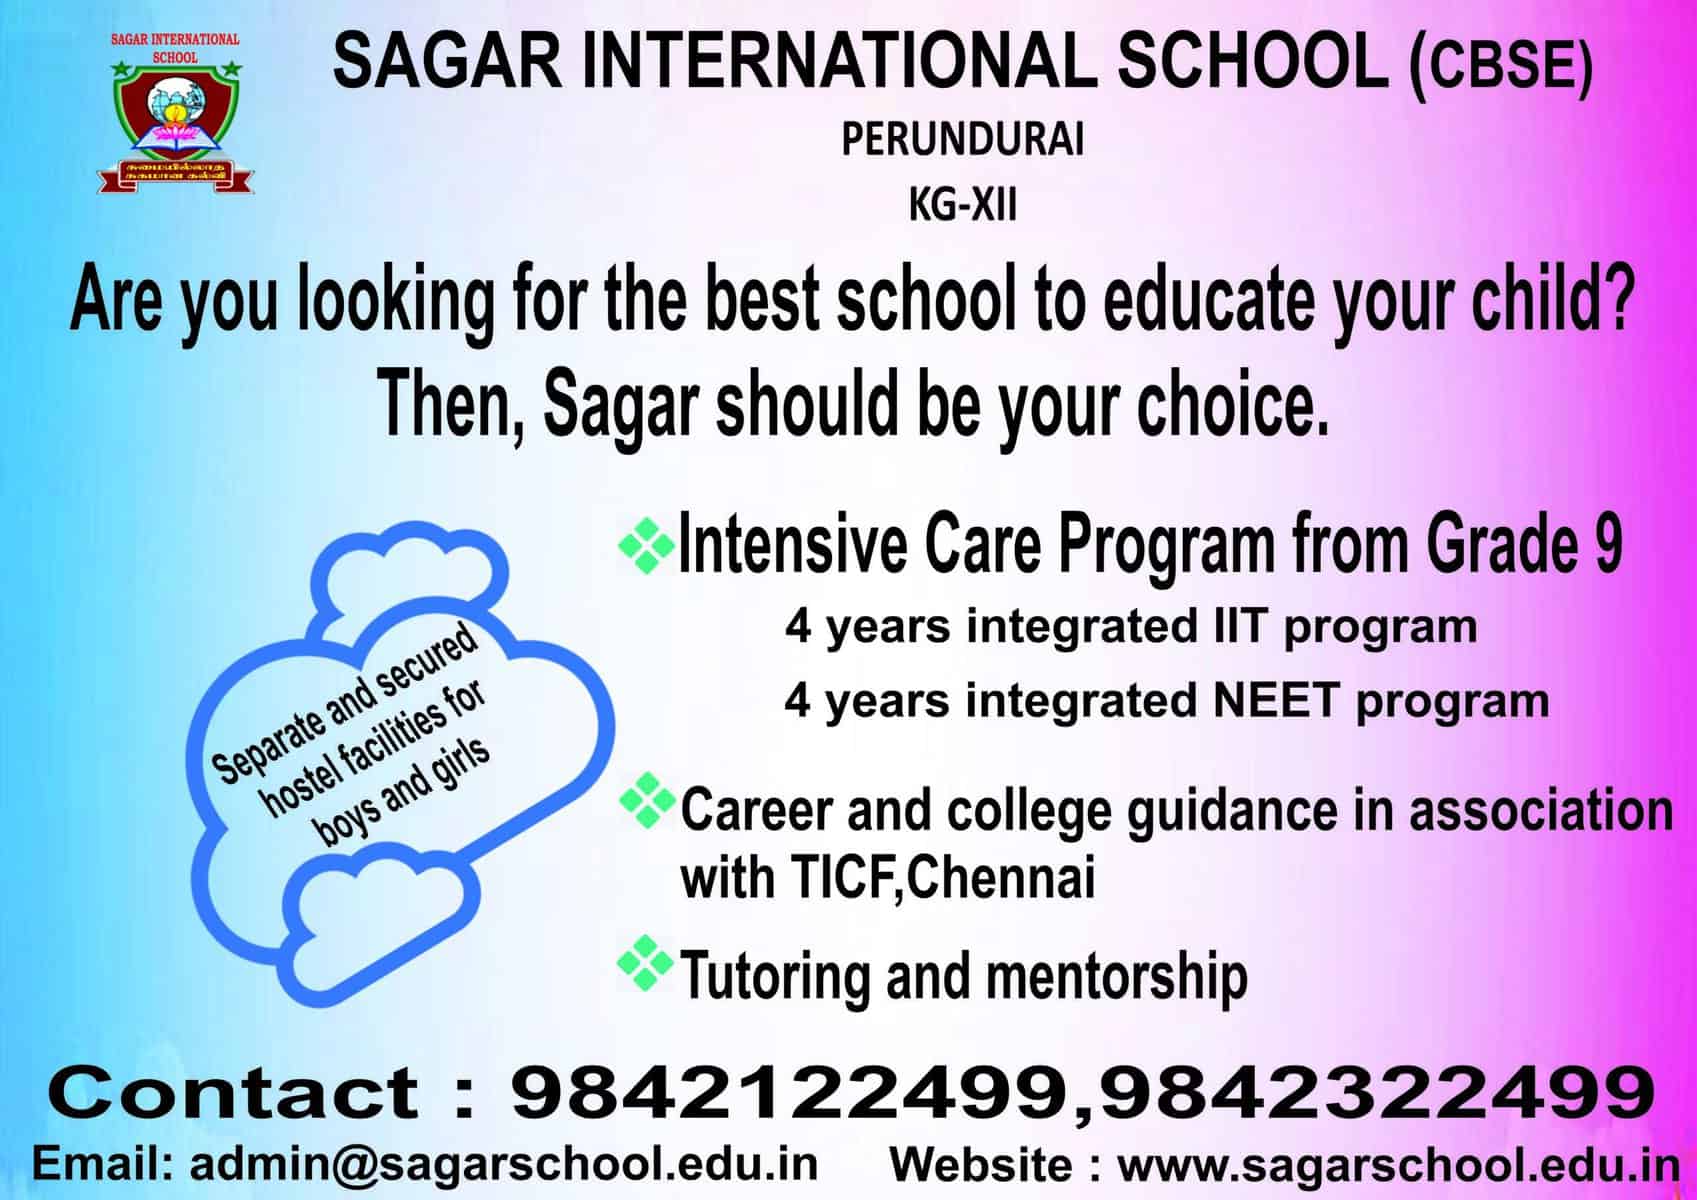 SAGAR INTERNATIONAL
SCHOOL
சுமையில்லாத
சுகமான கல்வி
SAGAR INTERNATIONAL SCHOOL (CBSE)
PERUNDURAI
KG-XII
Are you looking for the best school to educate your child?
Then, Sagar should be your choice.
Separate and secured
hostel facilities for
boys and girls
Intensive Care Program from Grade 9
4 years integrated IIT program
4 years integrated NEET program
Career and college guidance in association
with TICF,Chennai
Tutoring and mentorship
Contact : 9842122499,9842322499
Email: admin@sagarschool.edu.in Website : www.sagarschool.edu.in